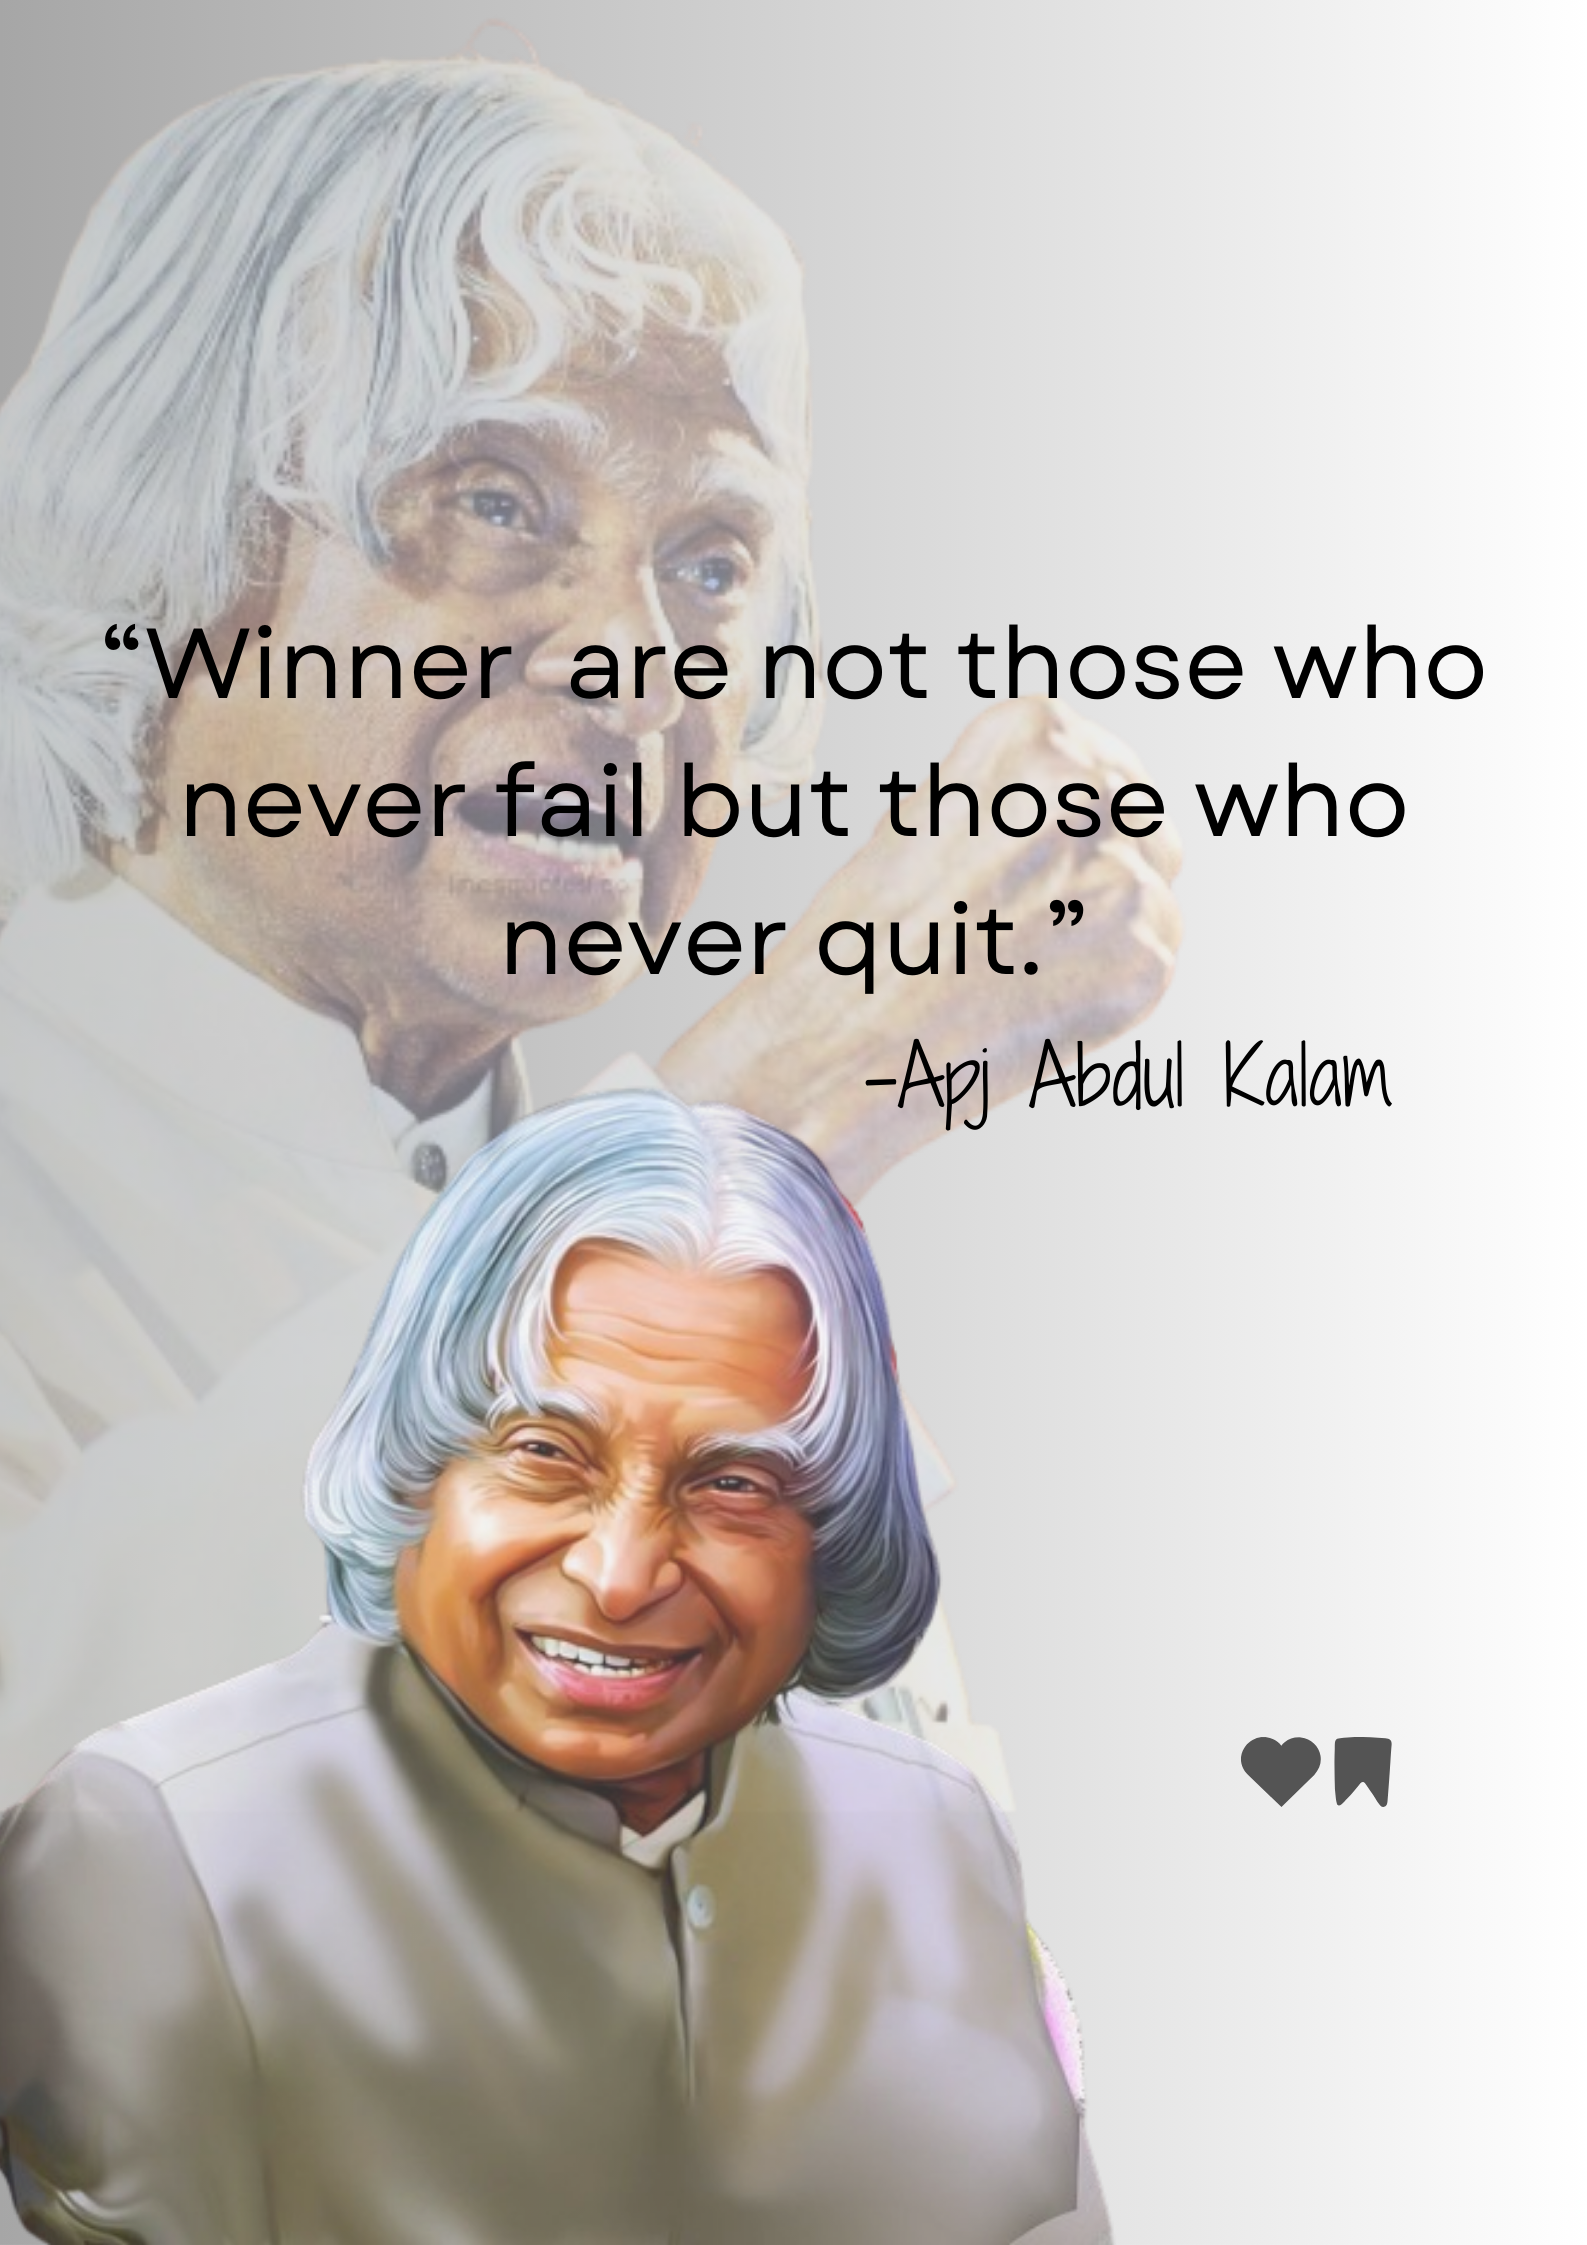 “Winner  are not those who
never fail but those who
never quit.”
-Apj Abdul Kalam